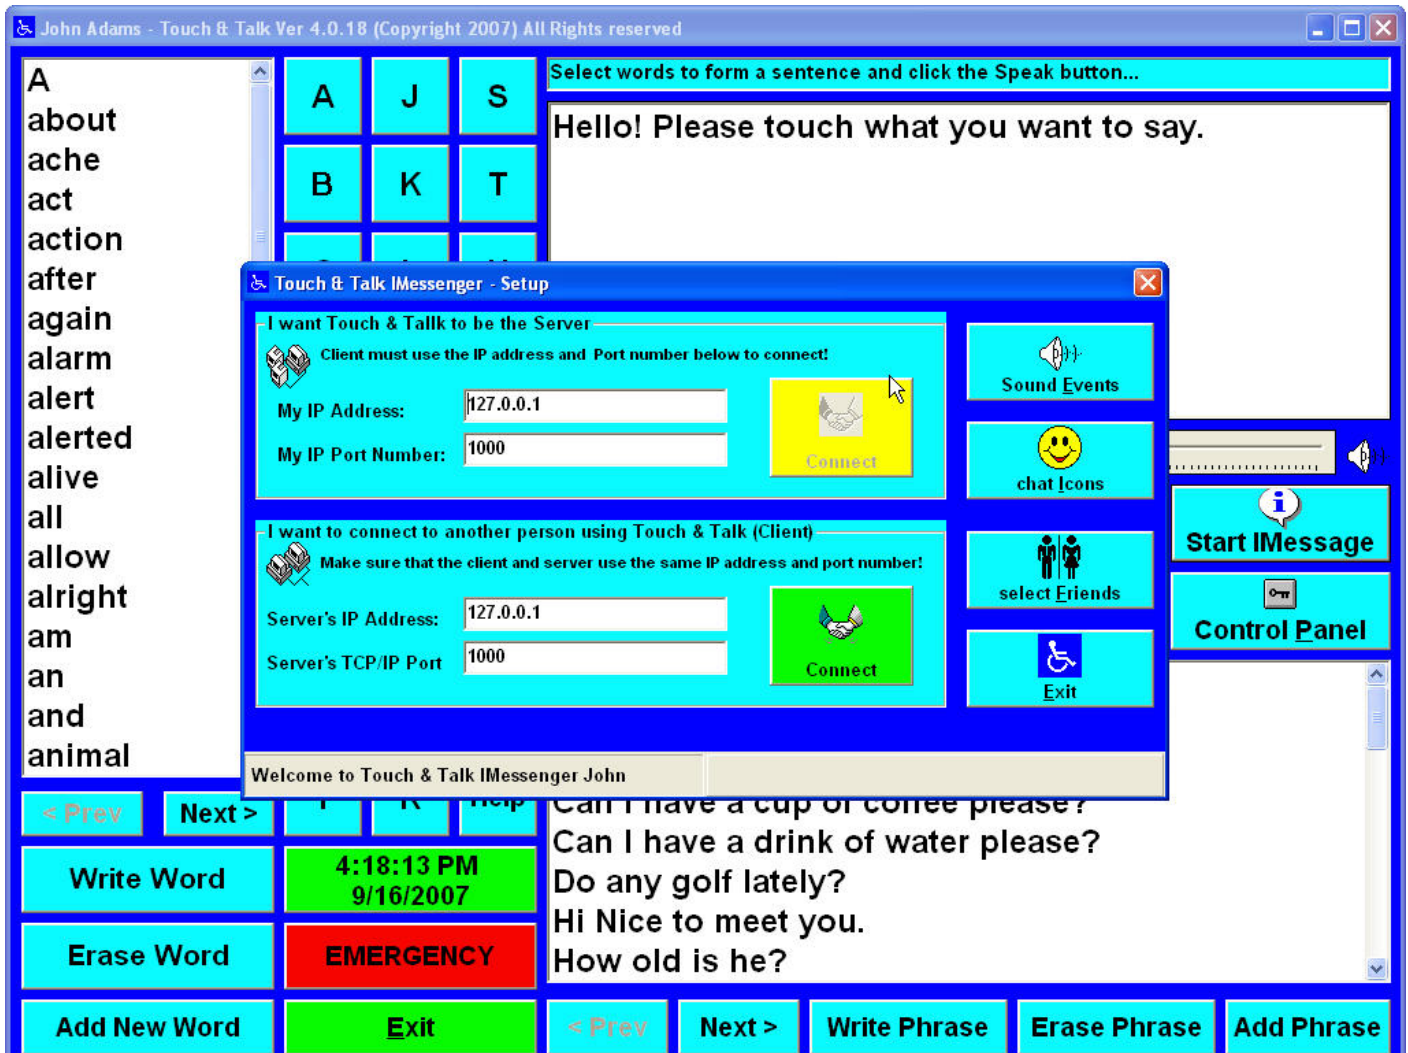 John Adams - Touch & Talk Ver 4.0.18 (Copyright 2007) All Rights reserved
A
about
ache
act
action
after
again
alarm
alert
alerted
alive
all
allow
alright
am
an
and
animal
A J S
B K T
Select words to form a sentence and click the Speak button...
Hello! Please touch what you want to say.
Touch & Talk IMessenger - Setup
I want Touch & Tallk to be the Server
Client must use the IP address and Port number below to connect!
My IP Address: 127.0.0.1
My IP Port Number: 1000
Connect
I want to connect to another person using Touch & Talk (Client)
Make sure that the client and server use the same IP address and port number!
Server's IP Address: 127.0.0.1
Server's TCP/IP Port 1000
Connect
Sound Events
chat Icons
select Friends
Exit
Welcome to Touch & Talk IMessenger John
Start IMessage
Control Panel
< Prev Next >
Help
Write Word
4:18:13 PM
9/16/2007
Erase Word
EMERGENCY
Add New Word
Exit
Can I have a cup of coffee please?
Can I have a drink of water please?
Do any golf lately?
Hi Nice to meet you.
How old is he?
< Prev Next > Write Phrase Erase Phrase Add Phrase